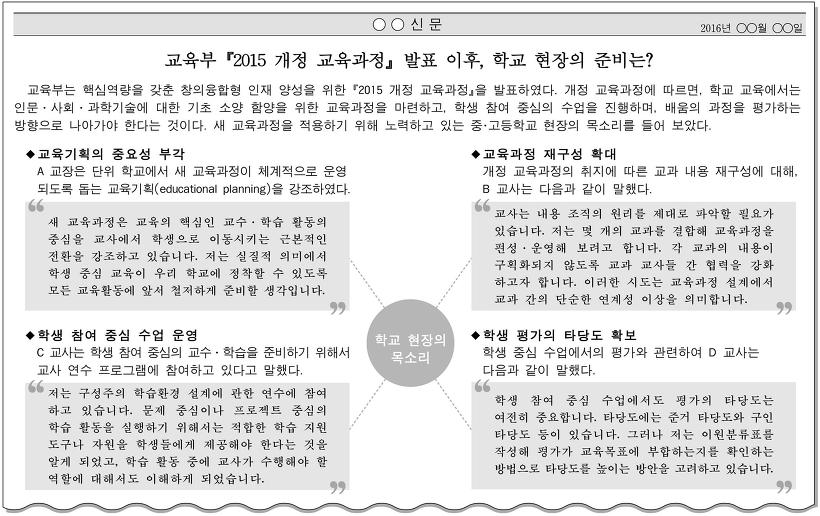 ○○신문
2016년 ○○월 ○○일
교육부 『2015 개정 교육과정』 발표 이후, 학교 현장의 준비는?
교육부는 핵심역량을 갖춘 창의융합형 인재 양성을 위한 『2015 개정 교육과정』을 발표하였다. 개정 교육과정에 따르면, 학교 교육에서는
인문·사회·과학기술에 대한 기초 소양 함양을 위한 교육과정을 마련하고, 학생 참여 중심의 수업을 진행하며, 배움의 과정을 평가하는
방향으로 나아가야 한다는 것이다. 새 교육과정을 적용하기 위해 노력하고 있는 중·고등학교 현장의 목소리를 들어 보았다.
◆교육기획의 중요성 부각
A 교장은 단위 학교에서 새 교육과정이 체계적으로 운영
되도록 돕는 교육기획(educational planning)을 강조하였다.
“
새 교육과정은 교육의 핵심인 교수·학습 활동의
중심을 교사에서 학생으로 이동시키는 근본적인
전환을 강조하고 있습니다. 저는 실질적 의미에서
학생 중심 교육이 우리 학교에 정착할 수 있도록
모든 교육활동에 앞서 철저하게 준비할 생각입니다.
”
◆교육과정 재구성 확대
개정 교육과정의 취지에 따른 교과 내용 재구성에 대해,
B 교사는 다음과 같이 말했다.
“
교사는 내용 조직의 원리를 제대로 파악할 필요가
있습니다. 저는 몇 개의 교과를 결합해 교육과정을
편성·운영해 보려고 합니다. 각 교과의 내용이
구획화되지 않도록 교과 교사들 간 협력을 강화
하고자 합니다. 이러한 시도는 교육과정 설계에서
교과 간의 단순한 연계성 이상을 의미합니다.
”
학교 현장의
목소리
◆학생 참여 중심 수업 운영
C 교사는 학생 참여 중심의 교수·학습을 준비하기 위해서
교사 연수 프로그램에 참여하고 있다고 말했다.
“
저는 구성주의 학습환경 설계에 관한 연수에 참여
하고 있습니다. 문제 중심이나 프로젝트 중심의
학습 활동을 실행하기 위해서는 적합한 학습 지원
도구나 자원을 학생들에게 제공해야 한다는 것을
알게 되었고, 학습 활동 중에 교사가 수행해야 할
역할에 대해서도 이해하게 되었습니다.
”
◆학생 평가의 타당도 확보
학생 중심 수업에서의 평가와 관련하여 D 교사는
다음과 같이 말했다.
“
학생 참여 중심 수업에서도 평가의 타당도는
여전히 중요합니다. 타당도에는 준거 타당도와 구인
타당도 등이 있습니다. 그러나 저는 이원분류표를
작성해 평가가 교육목표에 부합하는지를 확인하는
방법으로 타당도를 높이는 방안을 고려하고 있습니다.
”